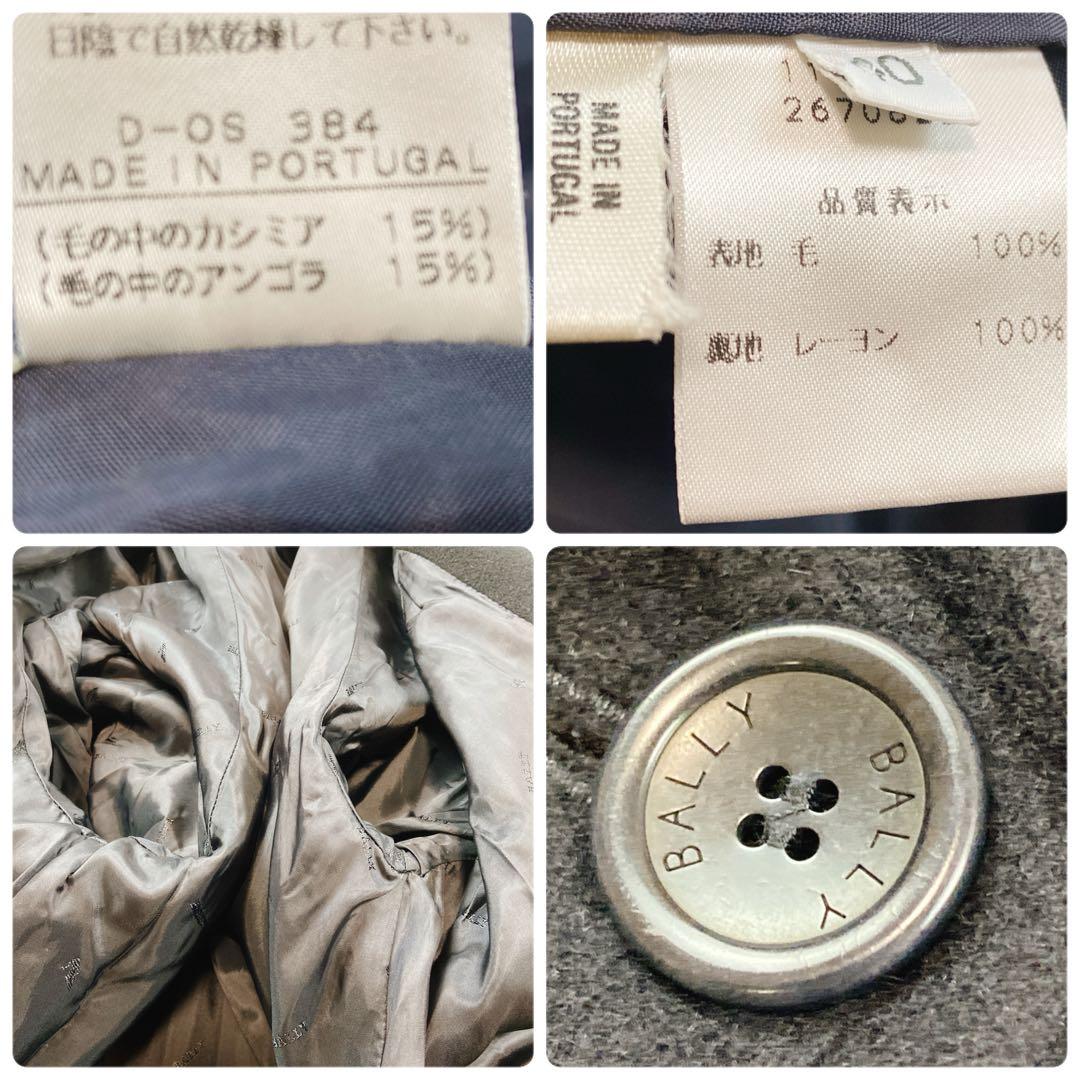 日陰で自然乾燥して下さい。
D-OS 384
MADE IN PORTUGAL
(毛の中のカシミア 15%)
(毛の中のアンゴラ 15%)
MADE IN
PORTUGAL
品質表示
表地 毛 100%
裏地 レーヨン 100%
BALLY
BALLY
BALLY
BALLY